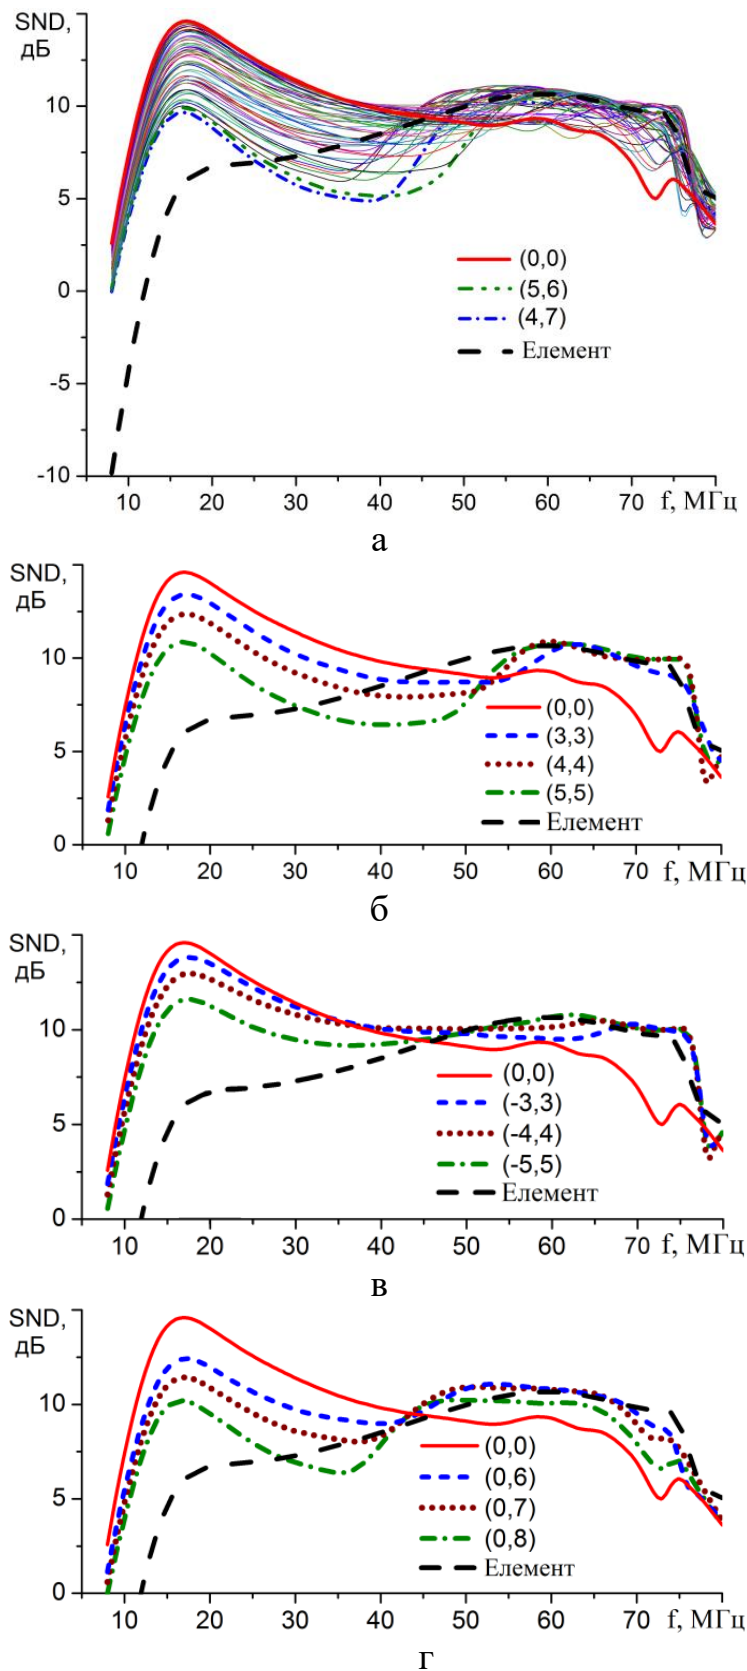 SND,
дБ
10
5
0
-5
-10
(0,0)
(5,6)
(4,7)
Елемент
10 20 30 40 50 60 70 f, МГц
а
SND,
дБ
10
5
0
(0,0)
(3,3)
(4,4)
(5,5)
Елемент
10 20 30 40 50 60 70 f, МГц
б
SND,
дБ
10
5
0
(0,0)
(-3,3)
(-4,4)
(-5,5)
Елемент
10 20 30 40 50 60 70 f, МГц
в
SND,
дБ
10
5
0
(0,0)
(0,6)
(0,7)
(0,8)
Елемент
10 20 30 40 50 60 70 f, МГц
г